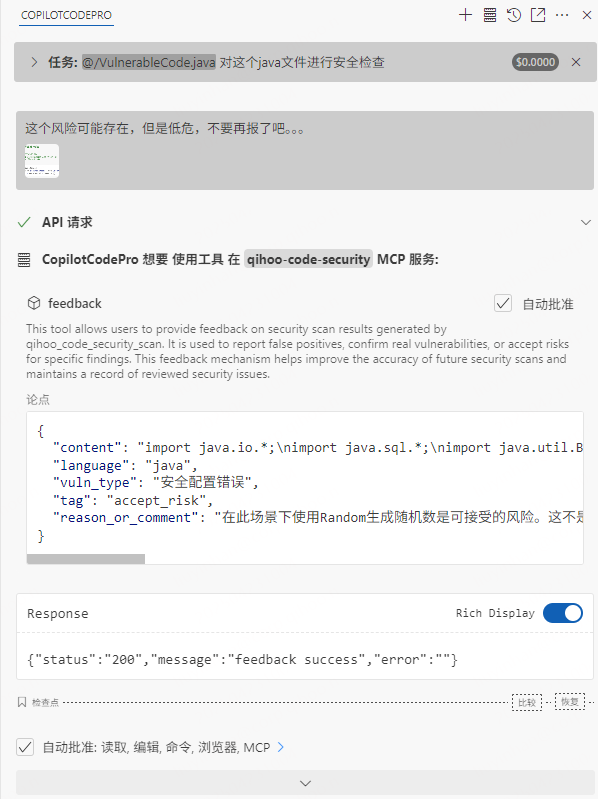 COPILOTCODEPRO
任务: @/VulnerableCode.java 对这个java文件进行安全检查
$0.0000
这个风险可能存在，但是低危，不要再报了吧。。。
API 请求
CopilotCodePro 想要 使用工具 在 qihoo-code-security MCP 服务:
feedback
自动批准
This tool allows users to provide feedback on security scan results generated by
qihoo_code_security_scan. It is used to report false positives, confirm real vulnerabilities, or accept risks
for specific findings. This feedback mechanism helps improve the accuracy of future security scans and
maintains a record of reviewed security issues.
论点
{
"content": "import java.io.*;\nimport java.sql.*;\nimport java.util.B
"language": "java",
"vuln_type": "安全配置错误",
"tag": "accept_risk",
"reason_or_comment": "在此场景下使用Random生成随机数是可接受的风险。这不是
}
Response
Rich Display
{"status":"200","message":"feedback success","error":""}
检查点
比较
恢复
自动批准: 读取, 编辑, 命令, 浏览器, MCP